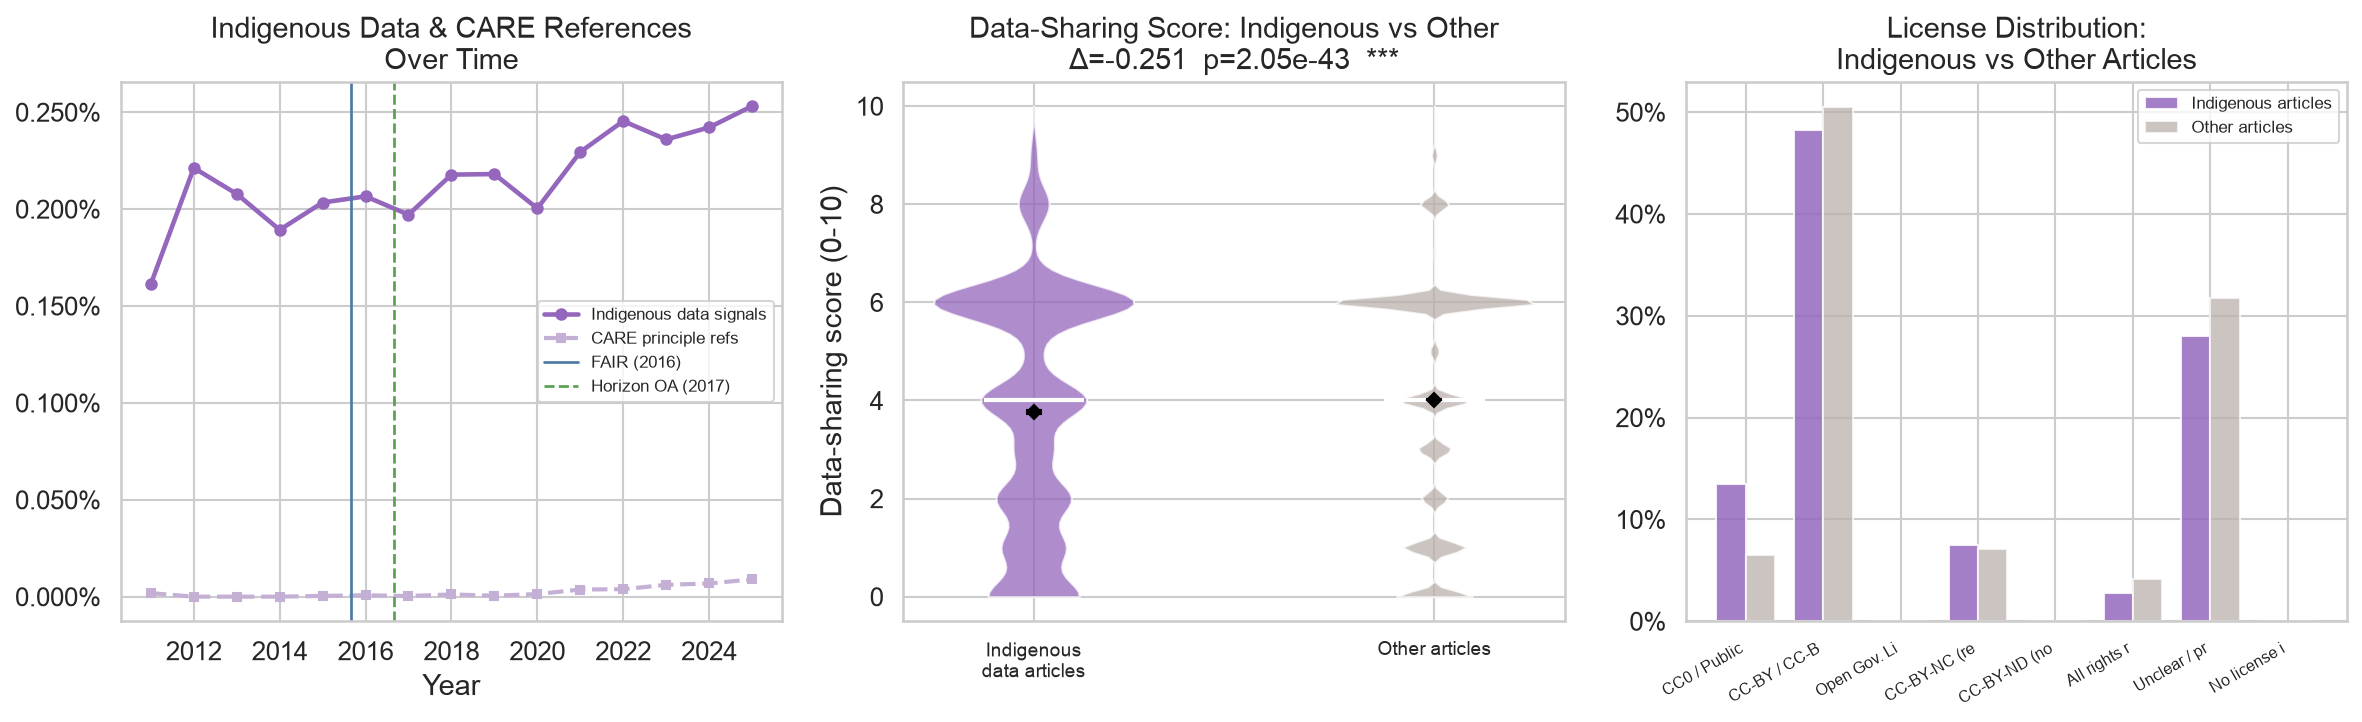 Indigenous Data & CARE References
Over Time
0.250%
0.200%
0.150%
0.100%
0.050%
0.000%
Indigenous data signals
CARE principle refs
FAIR (2016)
Horizon OA (2017)
2012 2014 2016 2018 2020 2022 2024
Year
Data-Sharing Score: Indigenous vs Other
Δ=-0.251 p=2.05e-43 ***
Data-sharing score (0-10)
10
8
6
4
2
0
Indigenous
data articles
Other articles
License Distribution:
Indigenous vs Other Articles
50%
40%
30%
20%
10%
0%
Indigenous articles
Other articles
CC0 / Public
CC-BY / CC-B
Open Gov. Li
CC-BY-NC (re
CC-BY-ND (no
All rights r
Unclear / pr
No license i